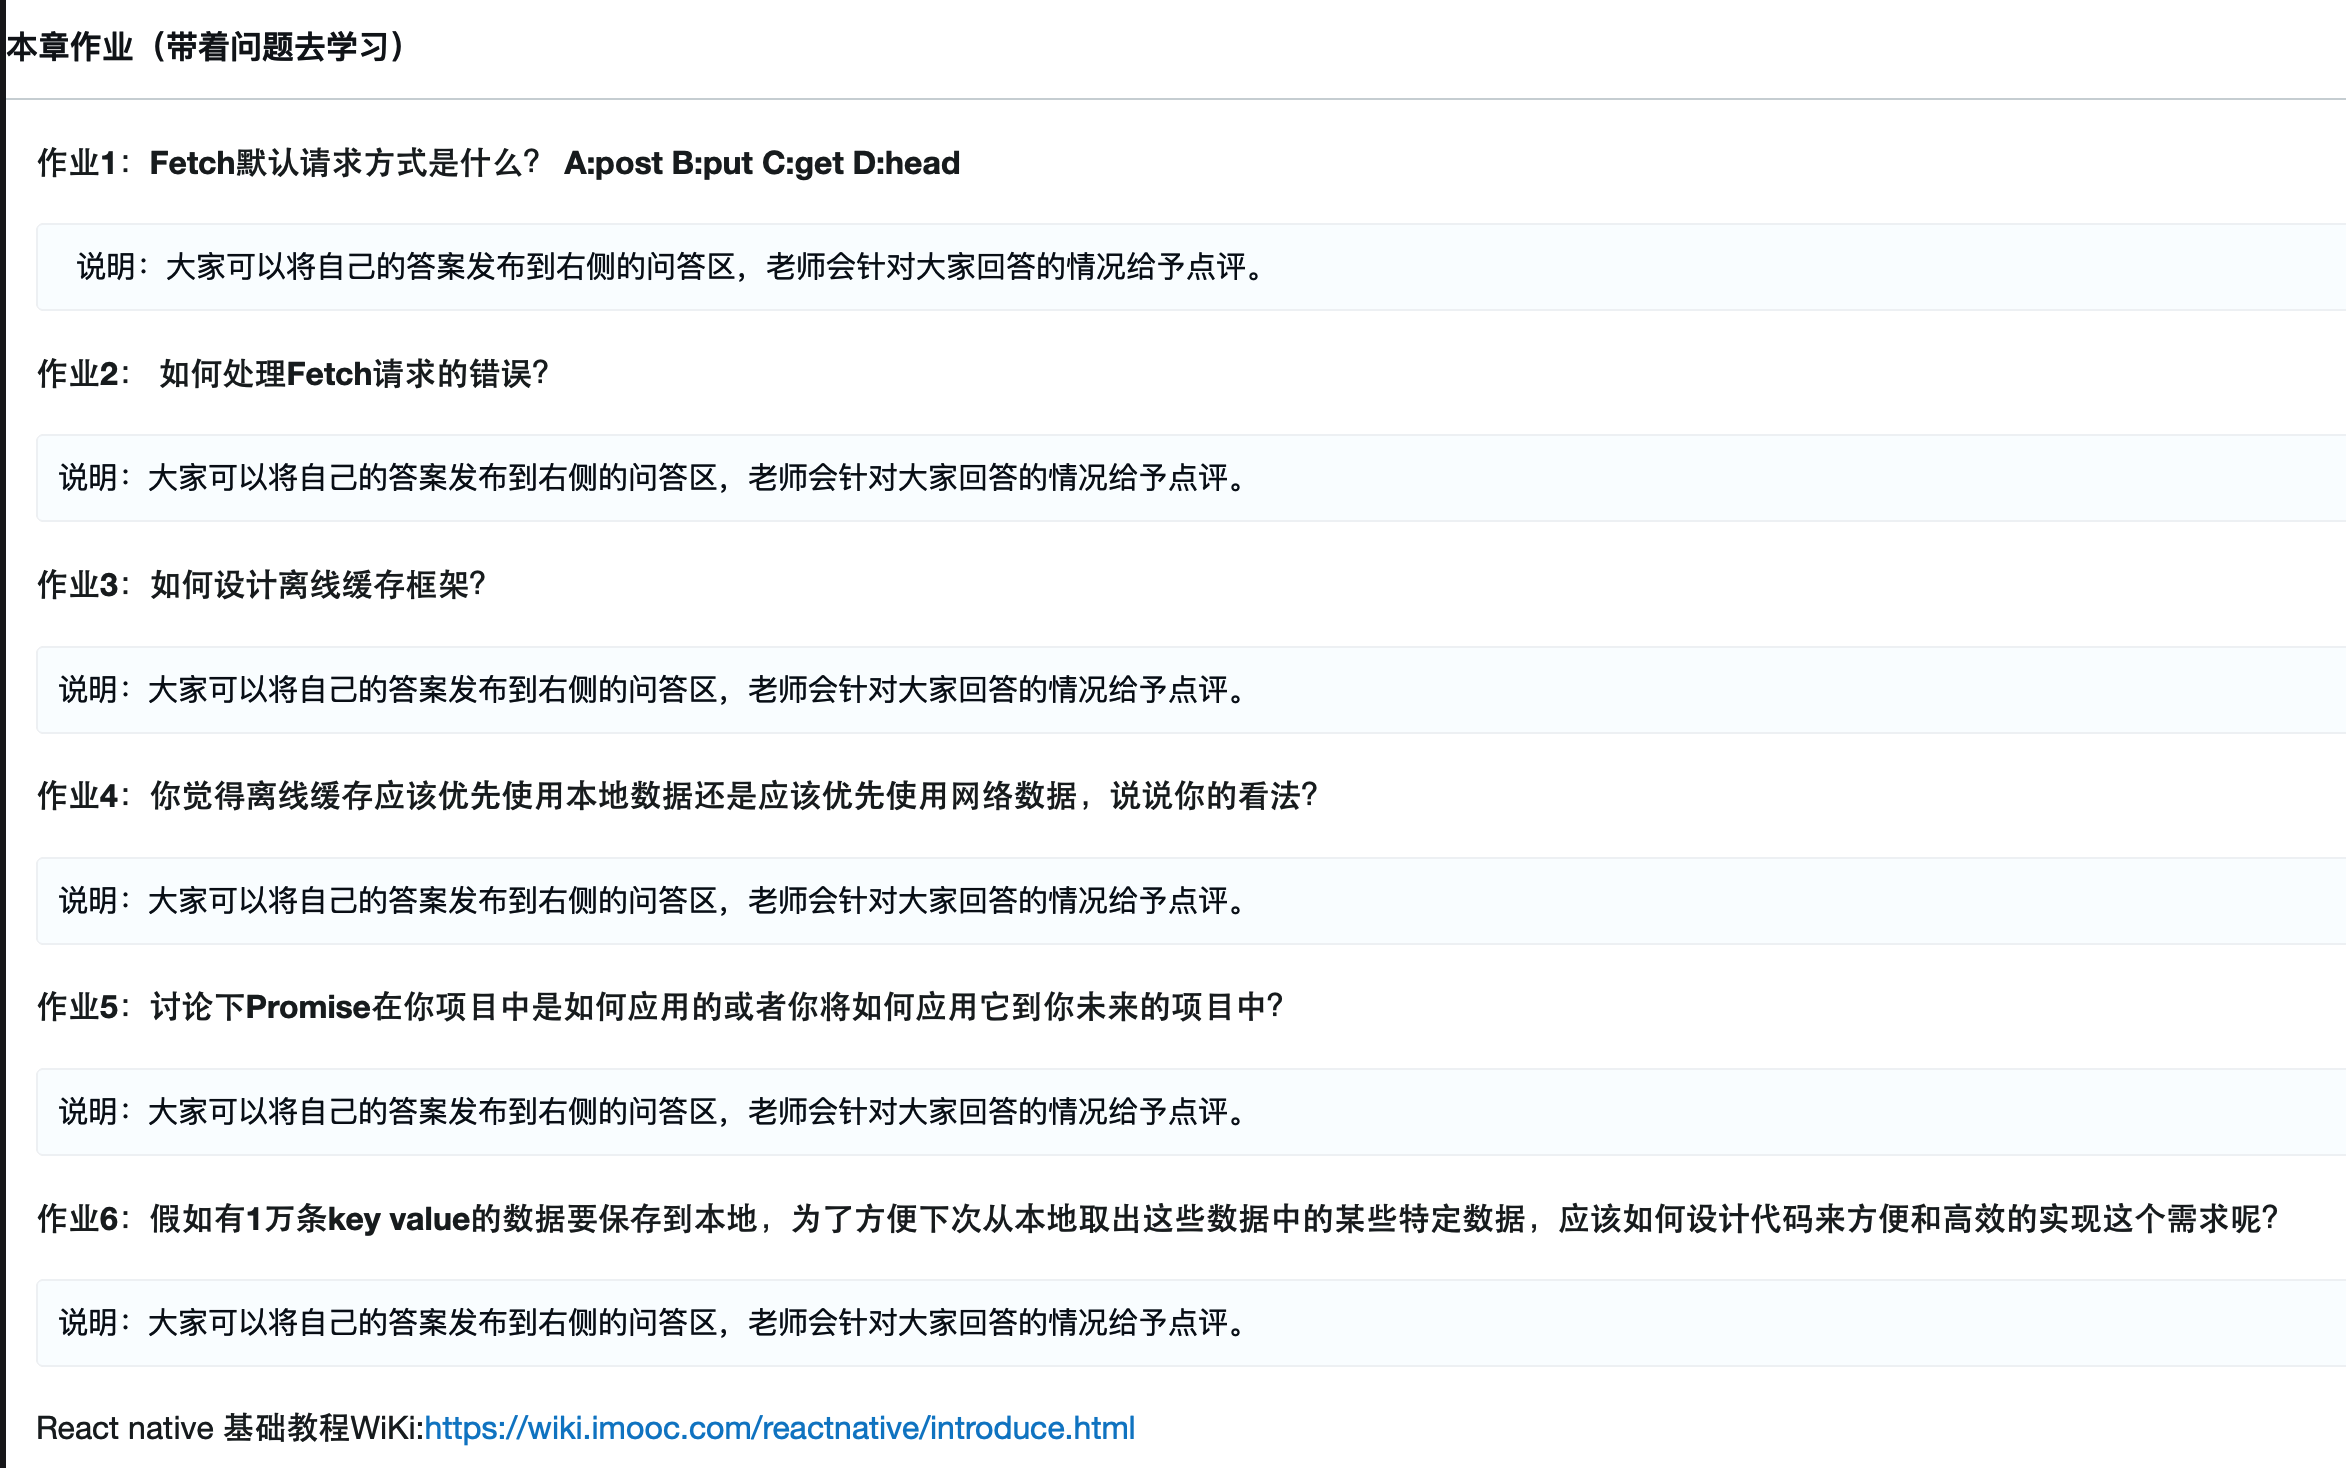 本章作业（带着问题去学习）
作业1：Fetch默认请求方式是什么？ A:post B:put C:get D:head
说明：大家可以将自己的答案发布到右侧的问答区，老师会针对大家回答的情况给予点评。
作业2： 如何处理Fetch请求的错误？
说明：大家可以将自己的答案发布到右侧的问答区，老师会针对大家回答的情况给予点评。
作业3：如何设计离线缓存框架？
说明：大家可以将自己的答案发布到右侧的问答区，老师会针对大家回答的情况给予点评。
作业4：你觉得离线缓存应该优先使用本地数据还是应该优先使用网络数据，说说你的看法？
说明：大家可以将自己的答案发布到右侧的问答区，老师会针对大家回答的情况给予点评。
作业5：讨论下Promise在你项目中是如何应用的或者你将如何应用它到你未来的项目中？
说明：大家可以将自己的答案发布到右侧的问答区，老师会针对大家回答的情况给予点评。
作业6：假如有1万条key value的数据要保存到本地，为了方便下次从本地取出这些数据中的某些特定数据，应该如何设计代码来方便和高效的实现这个需求呢？
说明：大家可以将自己的答案发布到右侧的问答区，老师会针对大家回答的情况给予点评。
React native 基础教程WiKi:https://wiki.imooc.com/reactnative/introduce.html